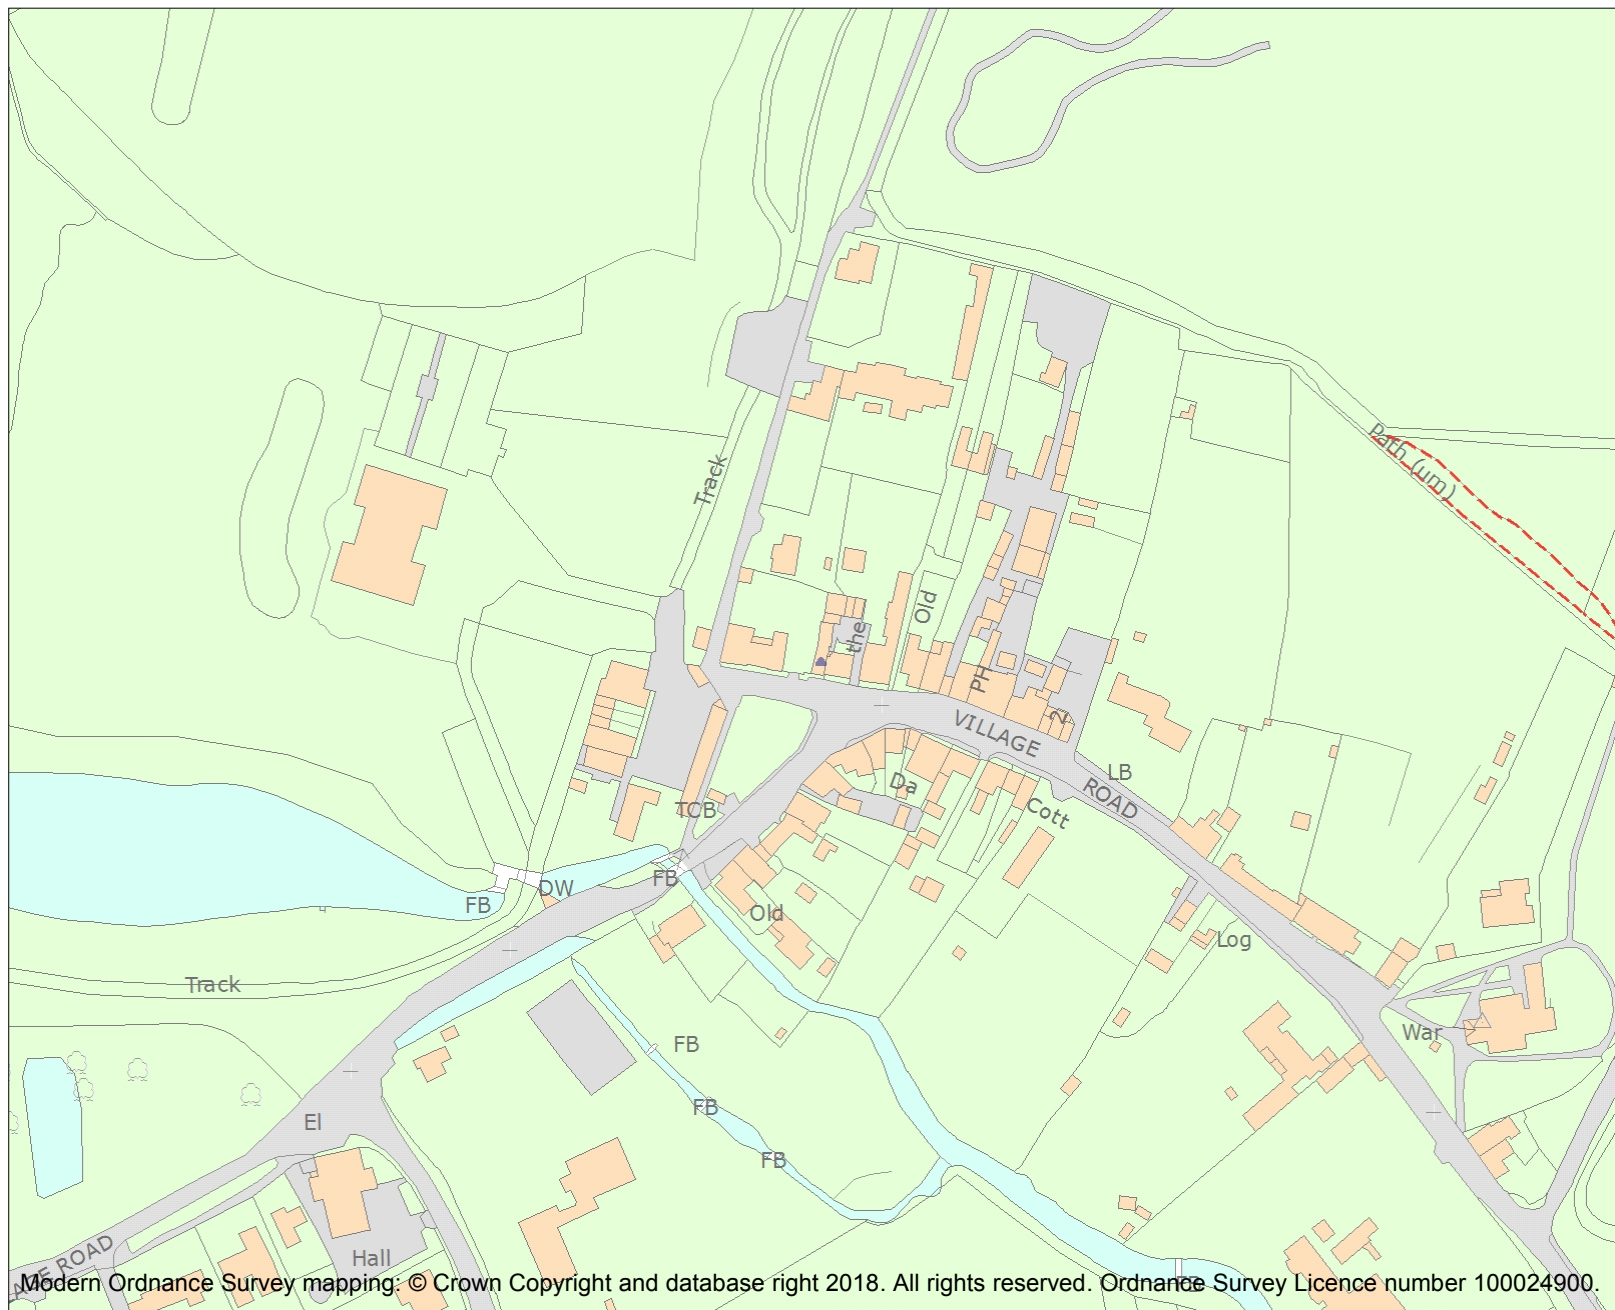 Path (um)
Track
Old
the
PH
2
VILLAGE
LB
ROAD
Da
Cott
TCB
FB
DW
FB
Old
Log
Track
War
FB
FB
El
FB
Hall
ROAD
FB
Modern Ordnance Survey mapping: © Crown Copyright and database right 2018. All rights reserved. Ordnance Survey Licence number 100024900.